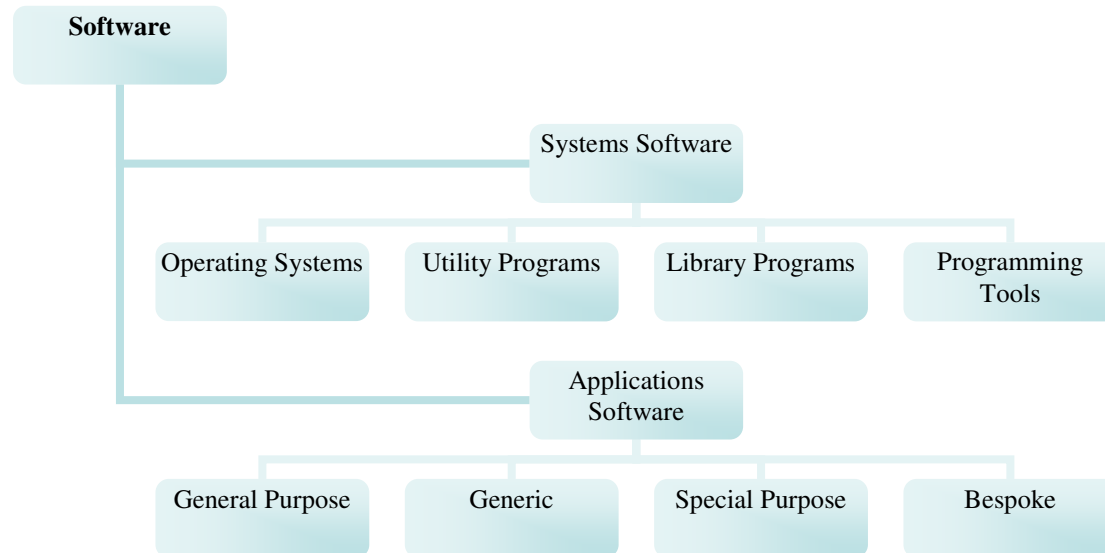 Software
Systems Software
Operating Systems
Utility Programs
Library Programs
Programming
Tools
Applications
Software
General Purpose
Generic
Special Purpose
Bespoke